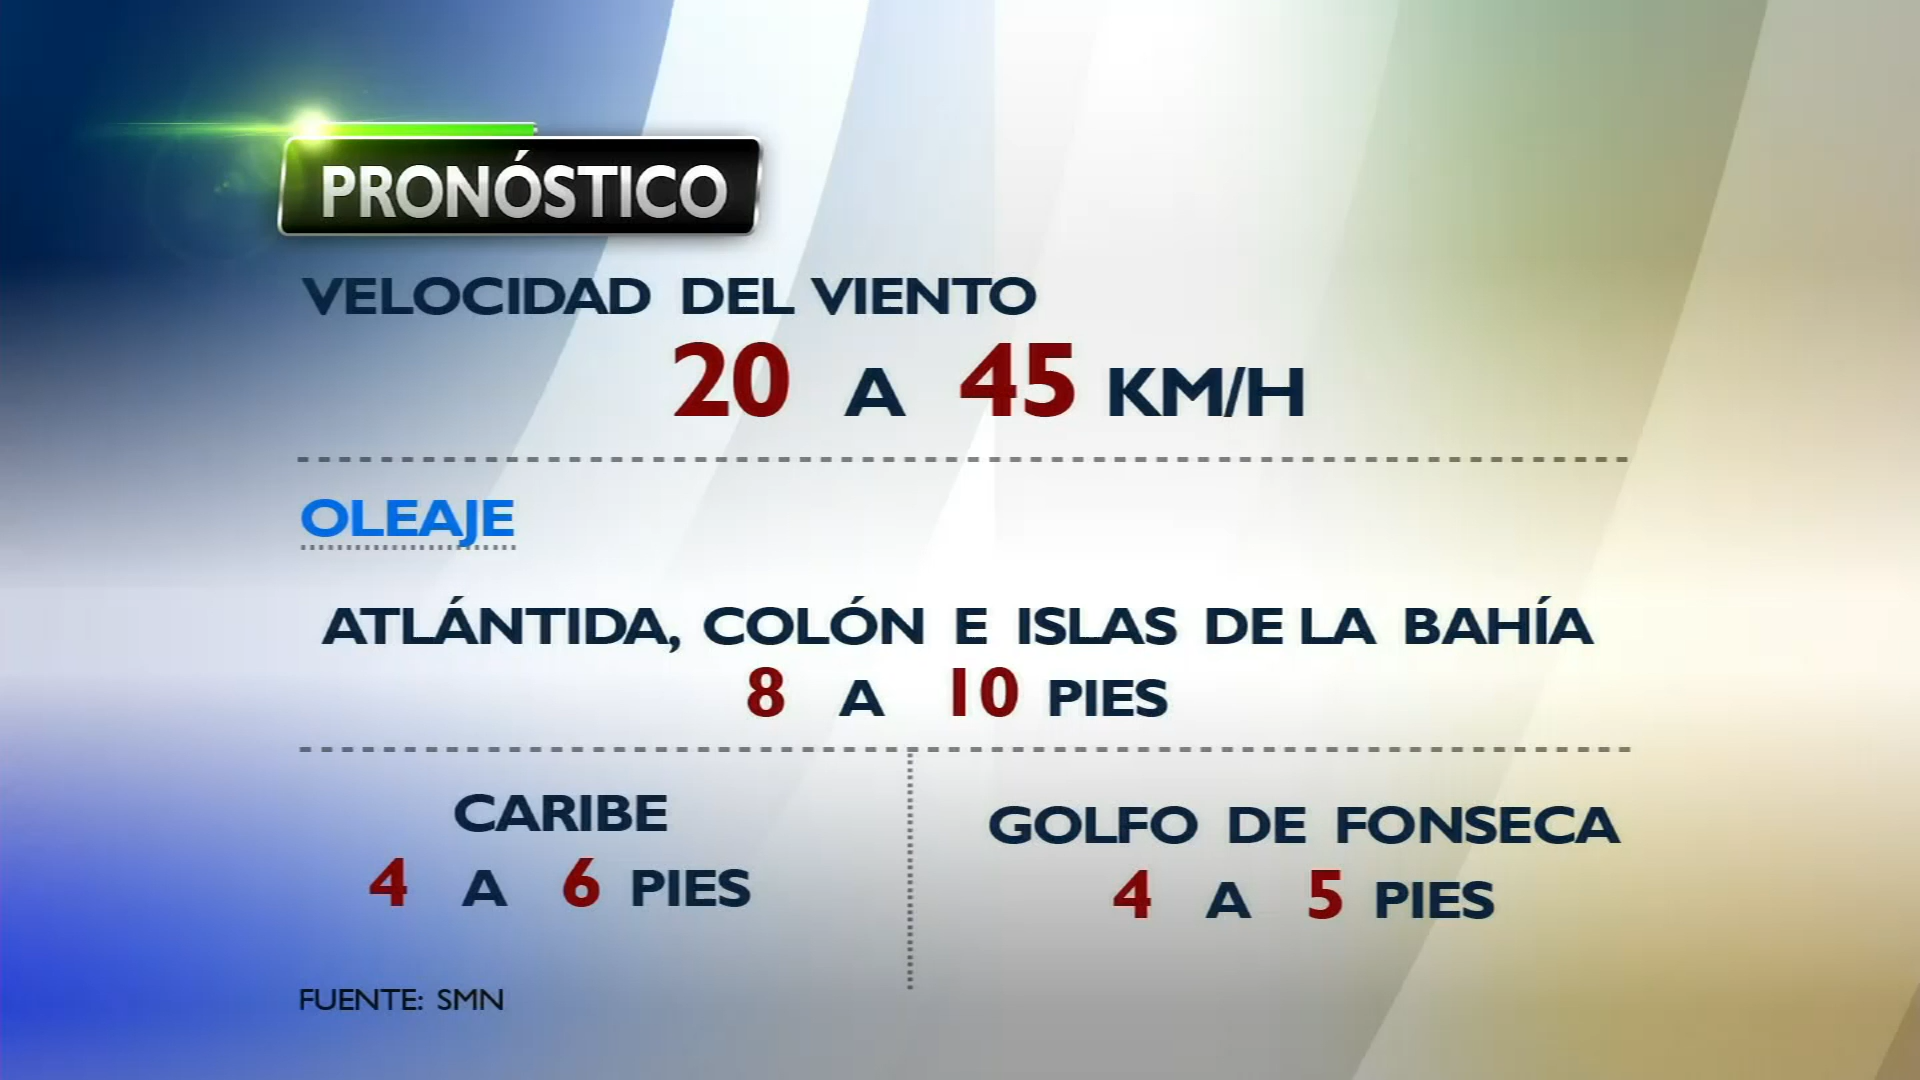 PRONÓSTICO
VELOCIDAD DEL VIENTO
20 A 45 KM/H
OLEAJE
ATLÁNTIDA, COLÓN E ISLAS DE LA BAHÍA
8 A 10 PIES
CARIBE
4 A 6 PIES
GOLFO DE FONSECA
4 A 5 PIES
FUENTE: SMN